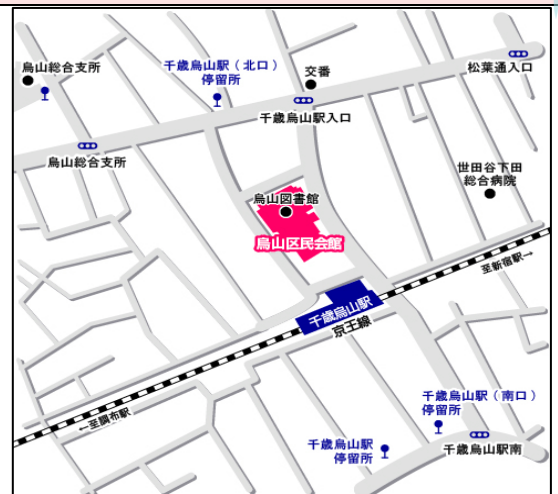 烏山総合支所
千歳烏山駅（北口）
停留所
交番
松葉通入口
千歳烏山駅入口
烏山総合支所
世田谷下田
総合病院
烏山図書館
烏山区民会館
至新宿駅→
千歳烏山駅
京王線
←至調布駅
千歳烏山駅（南口）
停留所
千歳烏山駅
停留所
千歳烏山駅南